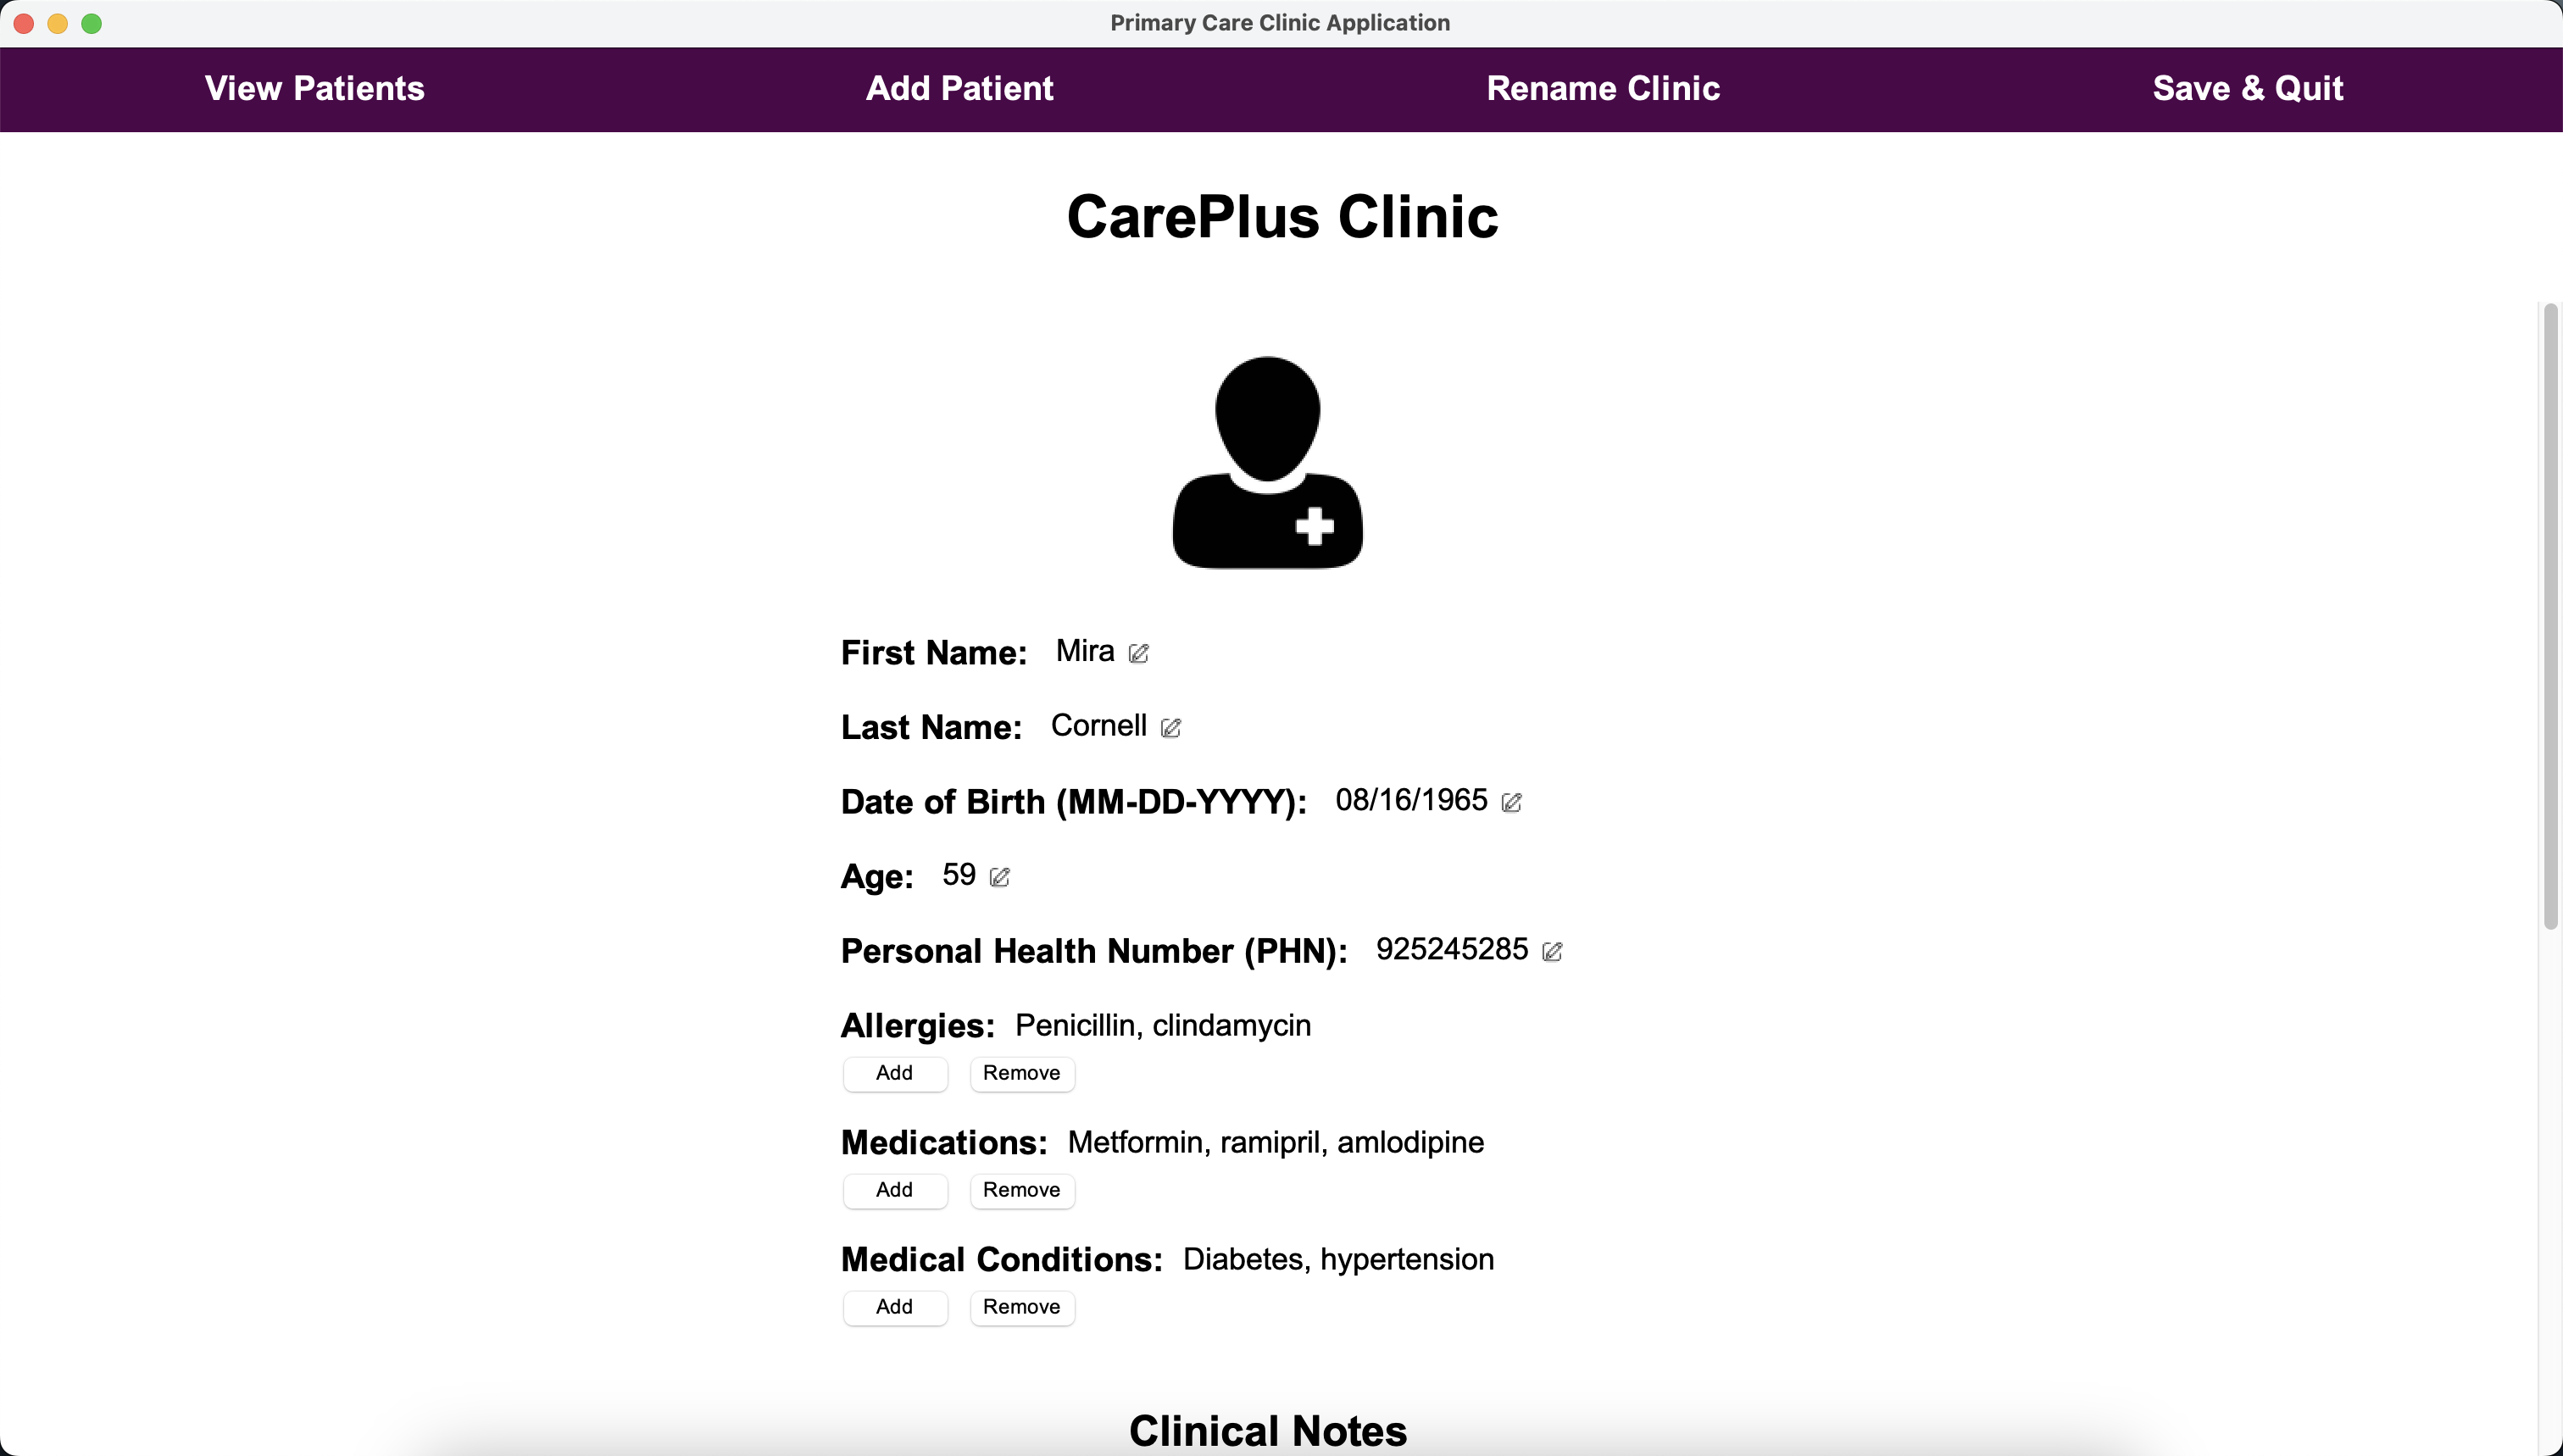 Primary Care Clinic Application
View Patients Add Patient Rename Clinic Save & Quit
CarePlus Clinic
First Name: Mira
Last Name: Cornell
Date of Birth (MM-DD-YYYY): 08/16/1965
Age: 59
Personal Health Number (PHN): 925245285
Allergies: Penicillin, clindamycin
Add Remove
Medications: Metformin, ramipril, amlodipine
Add Remove
Medical Conditions: Diabetes, hypertension
Add Remove
Clinical Notes